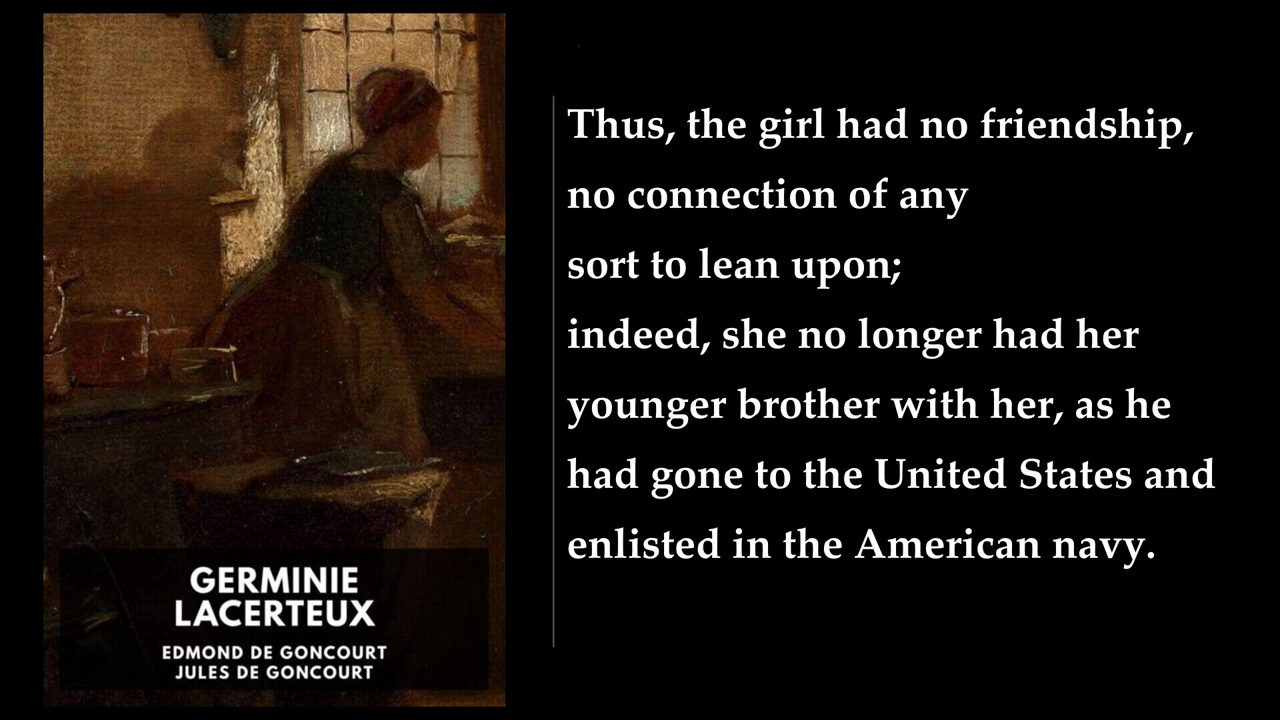 GERMINIE
LACERTEUX
EDMOND DE GONCOURT
JULES DE GONCOURT
Thus, the girl had no friendship,
no connection of any
sort to lean upon;
indeed, she no longer had her
younger brother with her, as he
had gone to the United States and
enlisted in the American navy.